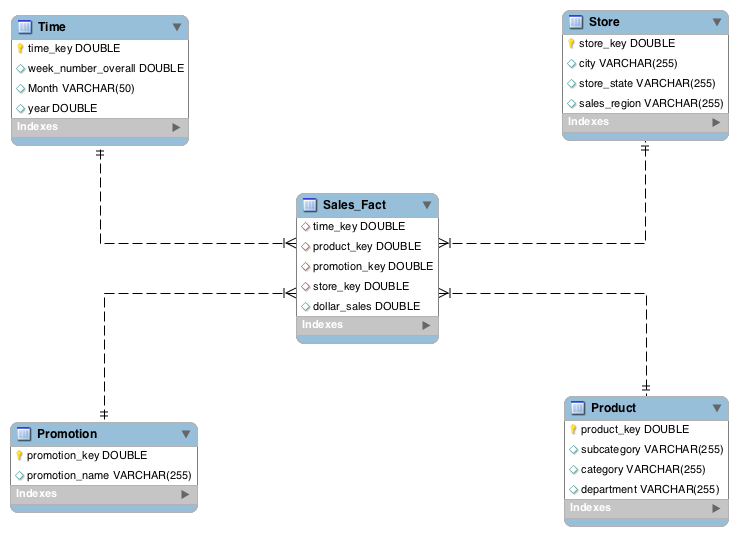 Time
time_key DOUBLE
week_number_overall DOUBLE
Month VARCHAR(50)
year DOUBLE
Indexes
Store
store_key DOUBLE
city VARCHAR(255)
store_state VARCHAR(255)
sales_region VARCHAR(255)
Indexes
Sales_Fact
time_key DOUBLE
product_key DOUBLE
promotion_key DOUBLE
store_key DOUBLE
dollar_sales DOUBLE
Indexes
Promotion
promotion_key DOUBLE
promotion_name VARCHAR(255)
Indexes
Product
product_key DOUBLE
subcategory VARCHAR(255)
category VARCHAR(255)
department VARCHAR(255)
Indexes